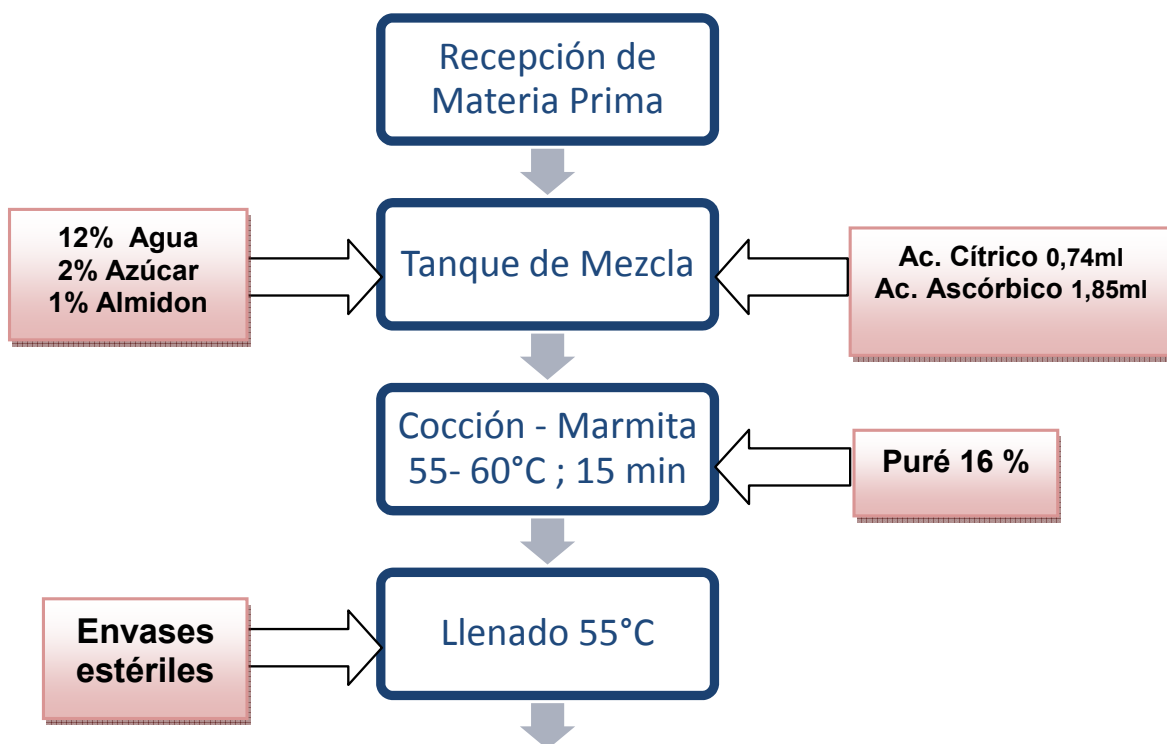 Recepción de
Materia Prima
12% Agua
2% Azúcar
1% Almidon
Tanque de Mezcla
Ac. Cítrico 0,74ml
Ac. Ascórbico 1,85ml
Cocción - Marmita
55- 60°C ; 15 min
Puré 16 %
Envases
estériles
Llenado 55°C